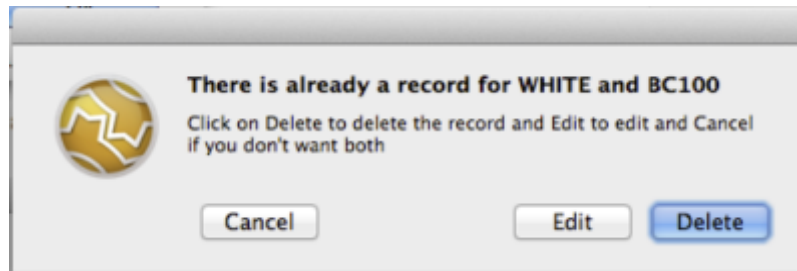 There is already a record for WHITE and BC100
Click on Delete to delete the record and Edit to edit and Cancel
if you don't want both
Cancel
Edit
Delete